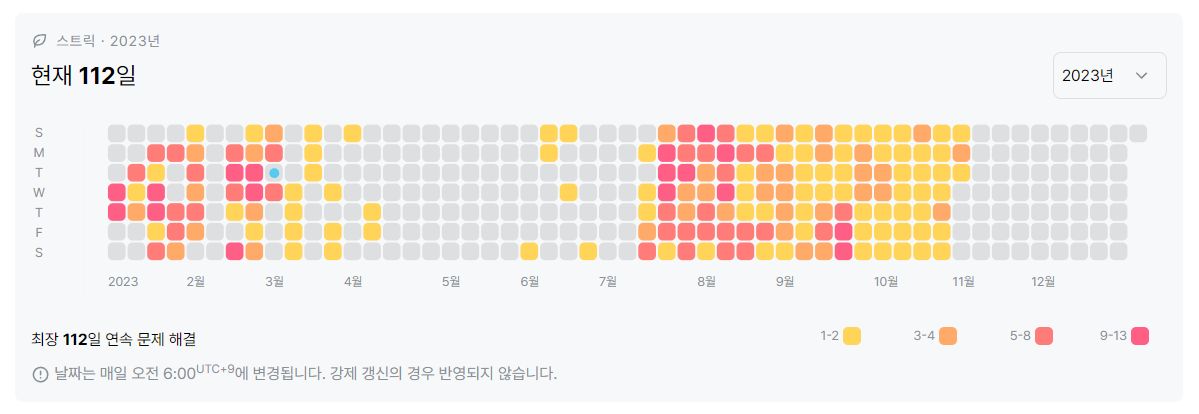 스트릭 · 2023년
현재 112일
2023년
S
M
T
W
T
F
S
2023 2월 3월 4월 5월 6월 7월 8월 9월 10월 11월 12월
최장 112일 연속 문제 해결
1-2 3-4 5-8 9-13
날짜는 매일 오전 6:00UTC+9에 변경됩니다. 강제 갱신의 경우 반영되지 않습니다.